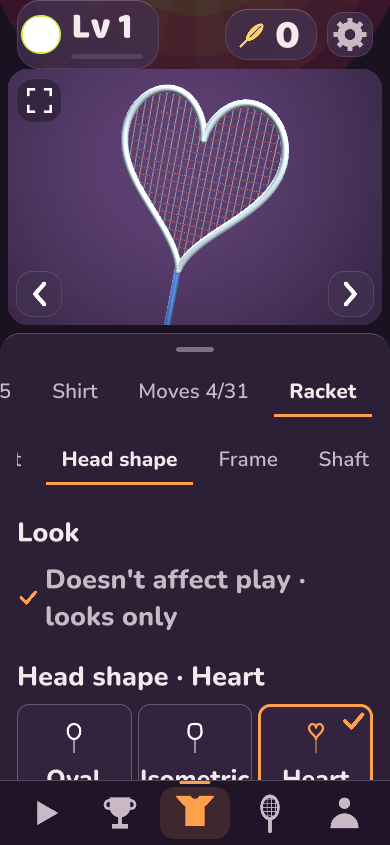 Lv 1
0
5
Shirt
Moves 4/31
Racket
t
Head shape
Frame
Shaft
Look
Doesn't affect play ·
looks only
Head shape · Heart
Oval
Isometric
Heart